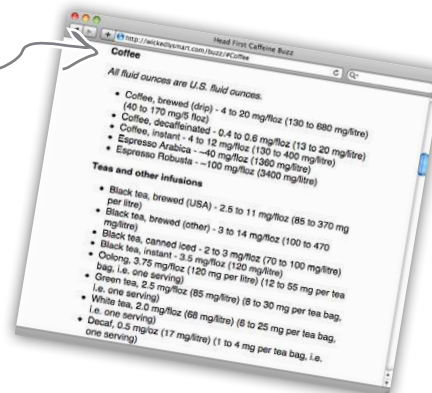 Head First Caffeine Buzz
http://wickedlysmart.com/buzz/#Coffee
Coffee
All fluid ounces are U.S. fluid ounces.
• Coffee, brewed (drip) - 4 to 20 mg/floz (130 to 680 mg/litre)
(40 to 170 mg/5 floz)
• Coffee, decaffeinated - 0.4 to 0.6 mg/floz (13 to 20 mg/litre)
• Coffee, instant - 4 to 12 mg/floz (130 to 400 mg/litre)
• Espresso Arabica - ~40 mg/floz (1360 mg/litre)
• Espresso Robusta - ~100 mg/floz (3400 mg/litre)
Teas and other infusions
• Black tea, brewed (USA) - 2.5 to 11 mg/floz (85 to 370 mg
per litre)
• Black tea, brewed (other) - 3 to 14 mg/floz (100 to 470
mg/litre)
• Black tea, canned iced - 2 to 3 mg/floz (70 to 100 mg/litre)
• Black tea, instant - 3.5 mg/floz (120 mg/litre)
• Oolong, 3.75 mg/floz (120 mg per litre) (12 to 55 mg per tea
bag, i.e. one serving)
• Green tea, 2.5 mg/floz (85 mg/litre) (8 to 30 mg per tea bag,
i.e. one serving)
• White tea, 2.0 mg/floz (68 mg/litre) (6 to 25 mg per tea bag,
i.e. one serving)
• Decaf, 0.5 mg/oz (17 mg/litre) (1 to 4 mg per tea bag, i.e.
one serving)